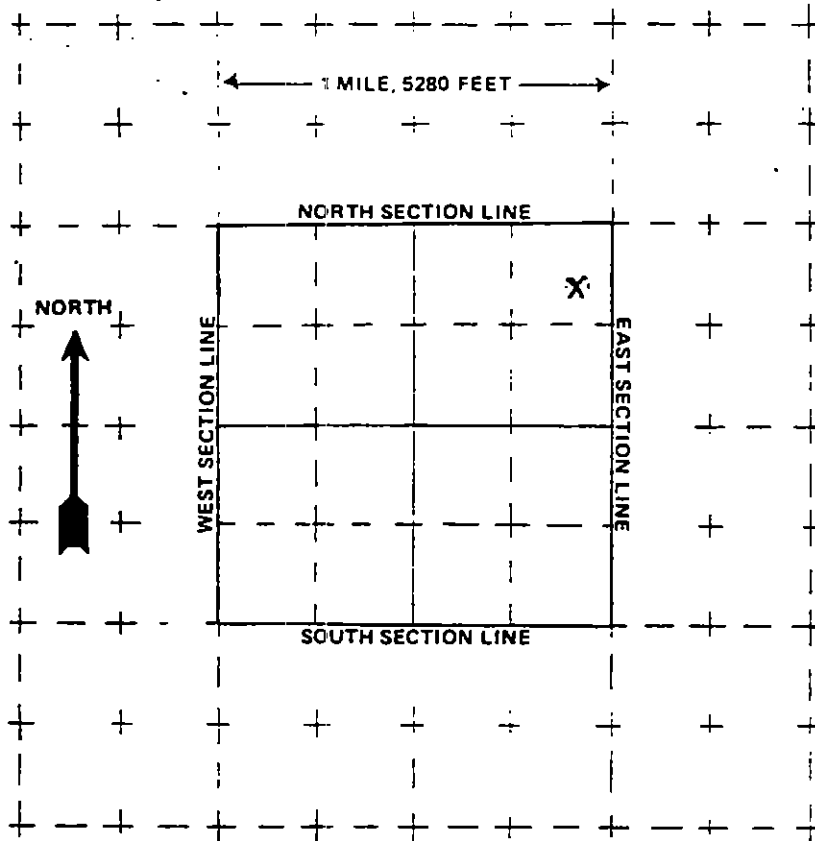 1 MILE, 5280 FEET
NORTH SECTION LINE
X
NORTH
WEST SECTION LINE
EAST SECTION LINE
SOUTH SECTION LINE